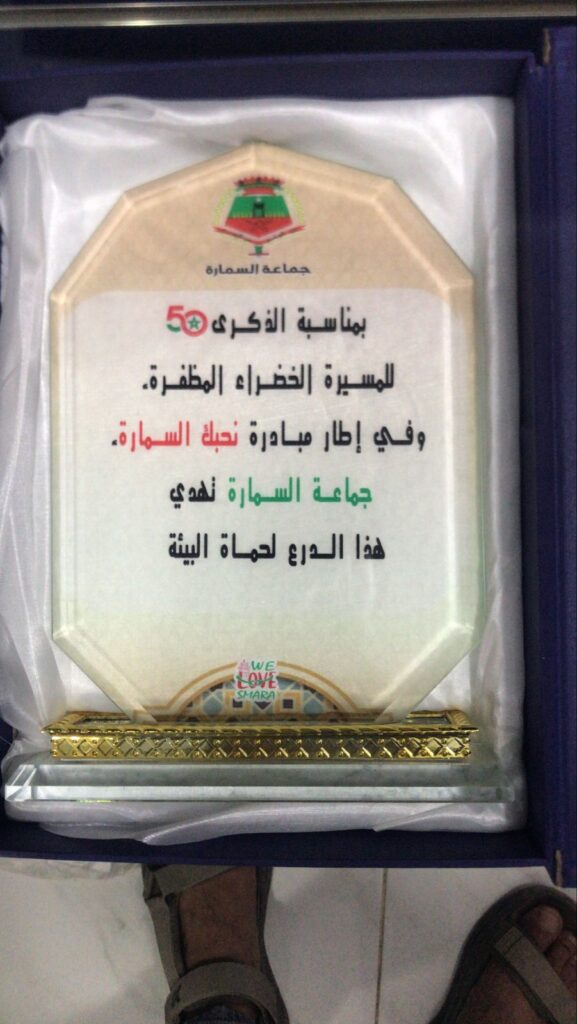 جماعة السمارة
بمناسبة الذكرى 50
للمسيرة الخضراء المظفرة،
وفي إطار مبادرة نحبك السمارة،
جماعة السمارة تهدي
هذا الدرع لحماة البيئة
WE
LOVE
SMARA